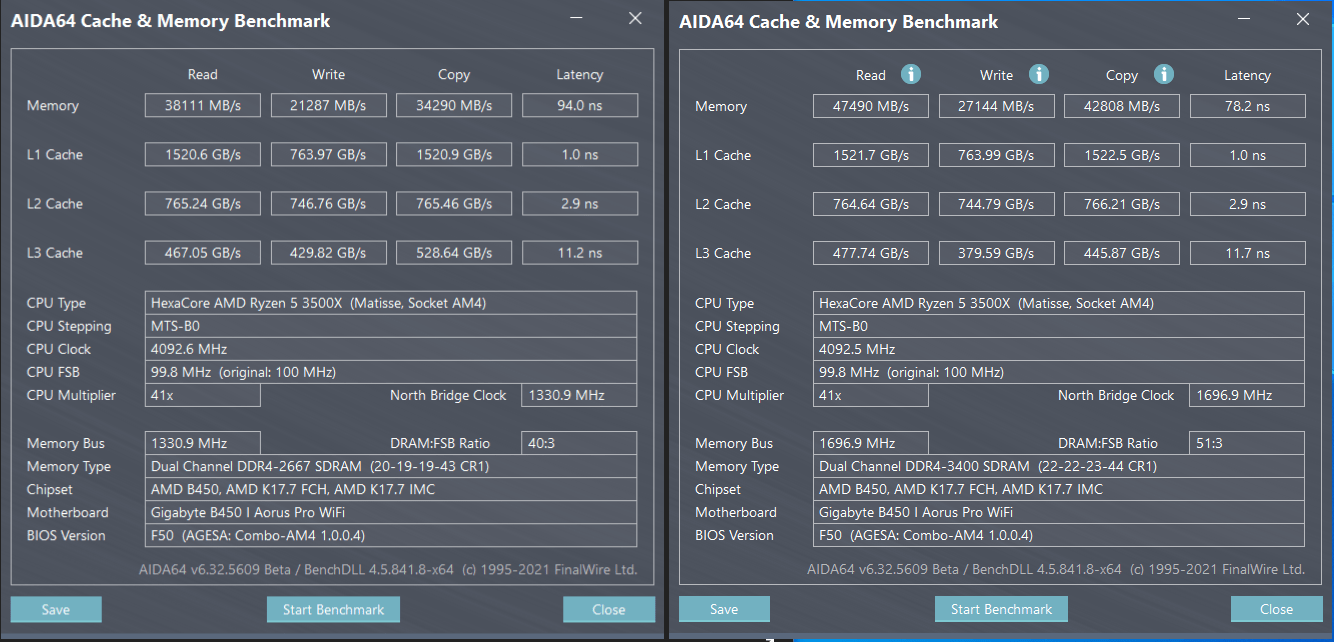 AIDA64 Cache & Memory Benchmark
Read Write Copy Latency
Memory 38111 MB/s 21287 MB/s 34290 MB/s 94.0 ns
L1 Cache 1520.6 GB/s 763.97 GB/s 1520.9 GB/s 1.0 ns
L2 Cache 765.24 GB/s 746.76 GB/s 765.46 GB/s 2.9 ns
L3 Cache 467.05 GB/s 429.82 GB/s 528.64 GB/s 11.2 ns
CPU Type HexaCore AMD Ryzen 5 3500X (Matisse, Socket AM4)
CPU Stepping MTS-B0
CPU Clock 4092.6 MHz
CPU FSB 99.8 MHz (original: 100 MHz)
CPU Multiplier 41x North Bridge Clock 1330.9 MHz
Memory Bus 1330.9 MHz DRAM:FSB Ratio 40:3
Memory Type Dual Channel DDR4-2667 SDRAM (20-19-19-43 CR1)
Chipset AMD B450, AMD K17.7 FCH, AMD K17.7 IMC
Motherboard Gigabyte B450 I Aorus Pro WiFi
BIOS Version F50 (AGESA: Combo-AM4 1.0.0.4)
AIDA64 v6.32.5609 Beta / BenchDLL 4.5.841.8-x64 (c) 1995-2021 FinalWire Ltd.
Save Start Benchmark Close
AIDA64 Cache & Memory Benchmark
Read i Write i Copy i Latency
Memory 47490 MB/s 27144 MB/s 42808 MB/s 78.2 ns
L1 Cache 1521.7 GB/s 763.99 GB/s 1522.5 GB/s 1.0 ns
L2 Cache 764.64 GB/s 744.79 GB/s 766.21 GB/s 2.9 ns
L3 Cache 477.74 GB/s 379.59 GB/s 445.87 GB/s 11.7 ns
CPU Type HexaCore AMD Ryzen 5 3500X (Matisse, Socket AM4)
CPU Stepping MTS-B0
CPU Clock 4092.5 MHz
CPU FSB 99.8 MHz (original: 100 MHz)
CPU Multiplier 41x North Bridge Clock 1696.9 MHz
Memory Bus 1696.9 MHz DRAM:FSB Ratio 51:3
Memory Type Dual Channel DDR4-3400 SDRAM (22-22-23-44 CR1)
Chipset AMD B450, AMD K17.7 FCH, AMD K17.7 IMC
Motherboard Gigabyte B450 I Aorus Pro WiFi
BIOS Version F50 (AGESA: Combo-AM4 1.0.0.4)
AIDA64 v6.32.5609 Beta / BenchDLL 4.5.841.8-x64 (c) 1995-2021 FinalWire Ltd.
Save Start Benchmark Close